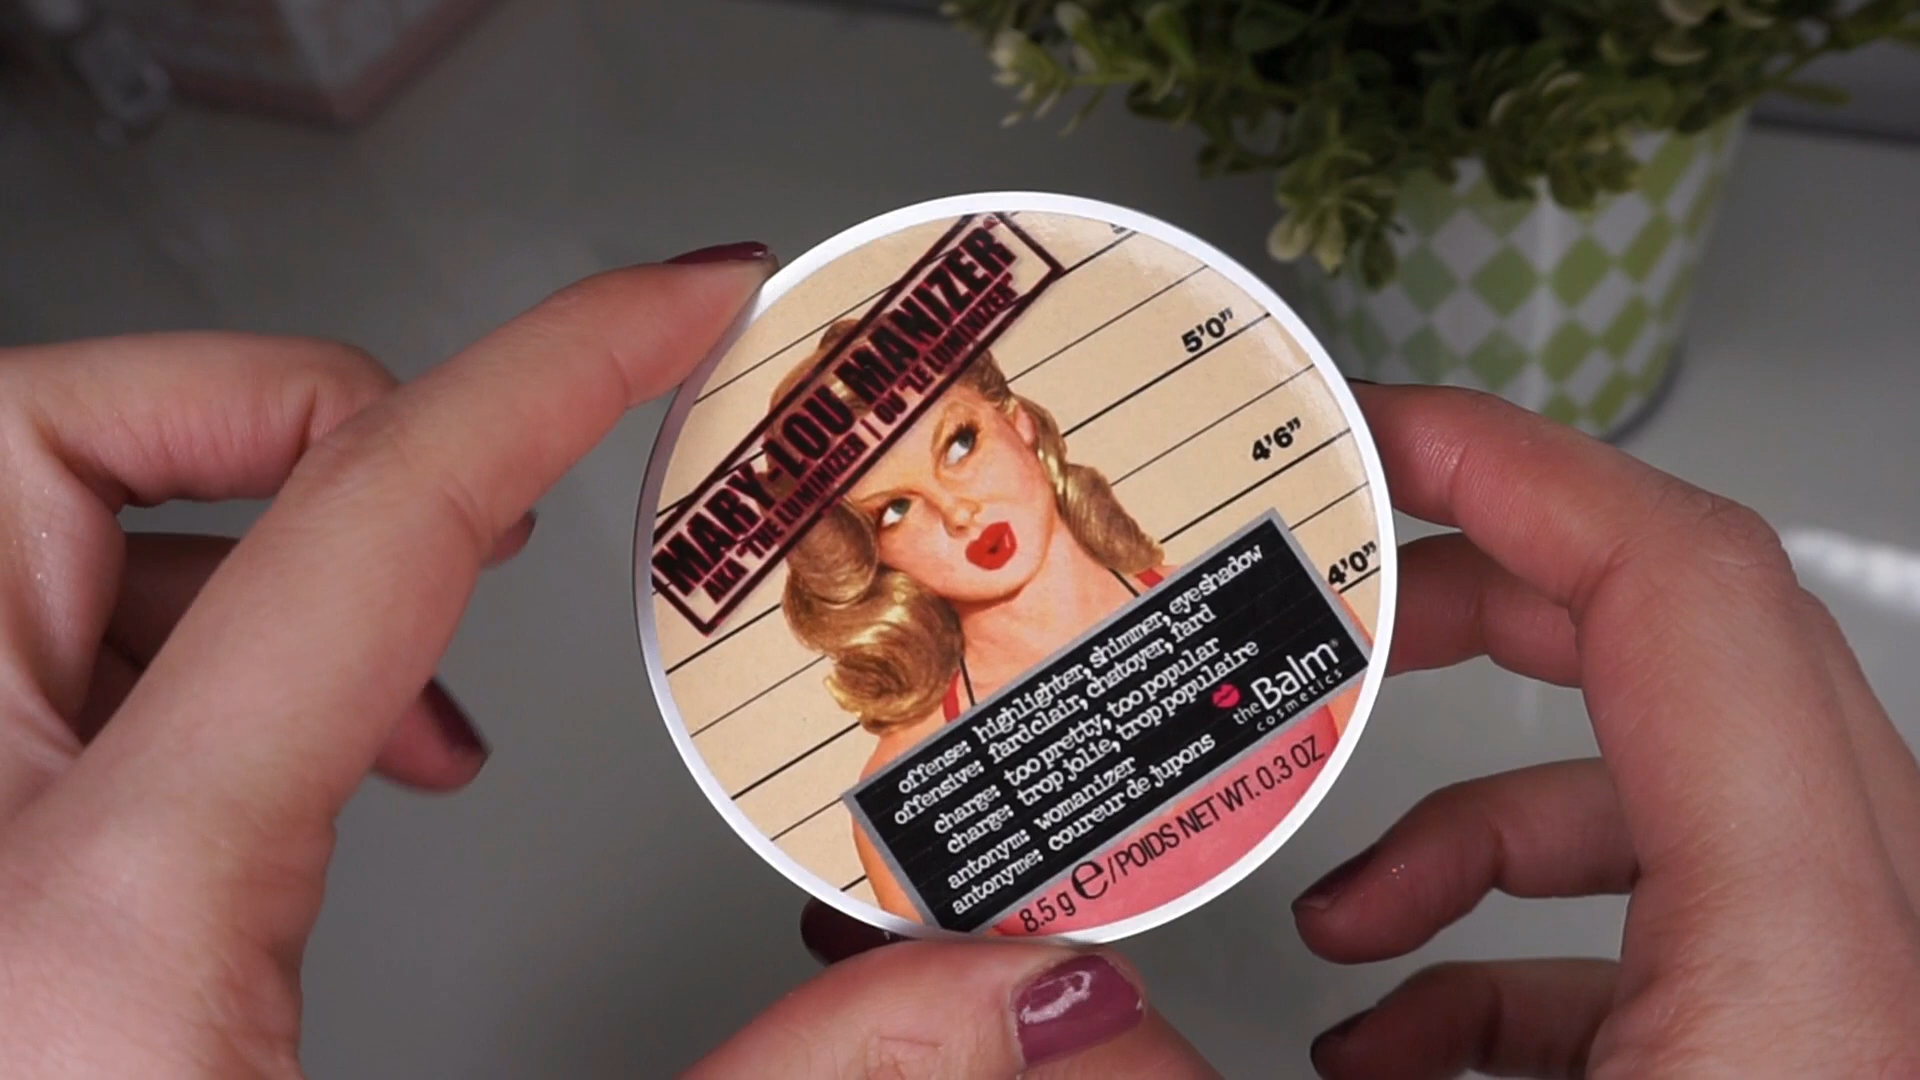 MARY-LOU MANIZER®
AKA "THE LUMINIZER" | OU "LE LUMINIZER"
5'0"
4'6"
4'0"
offense: highlighter, shimmer, eyeshadow
offensive: fard clair, chatoyer, fard
charge: too pretty, too popular
charge: trop jolie, trop populaire
antonym: womanizer
antonyme: coureur de jupons
theBalm®
cosmetics
8.5 g e/POIDS NET WT. 0.3 OZ